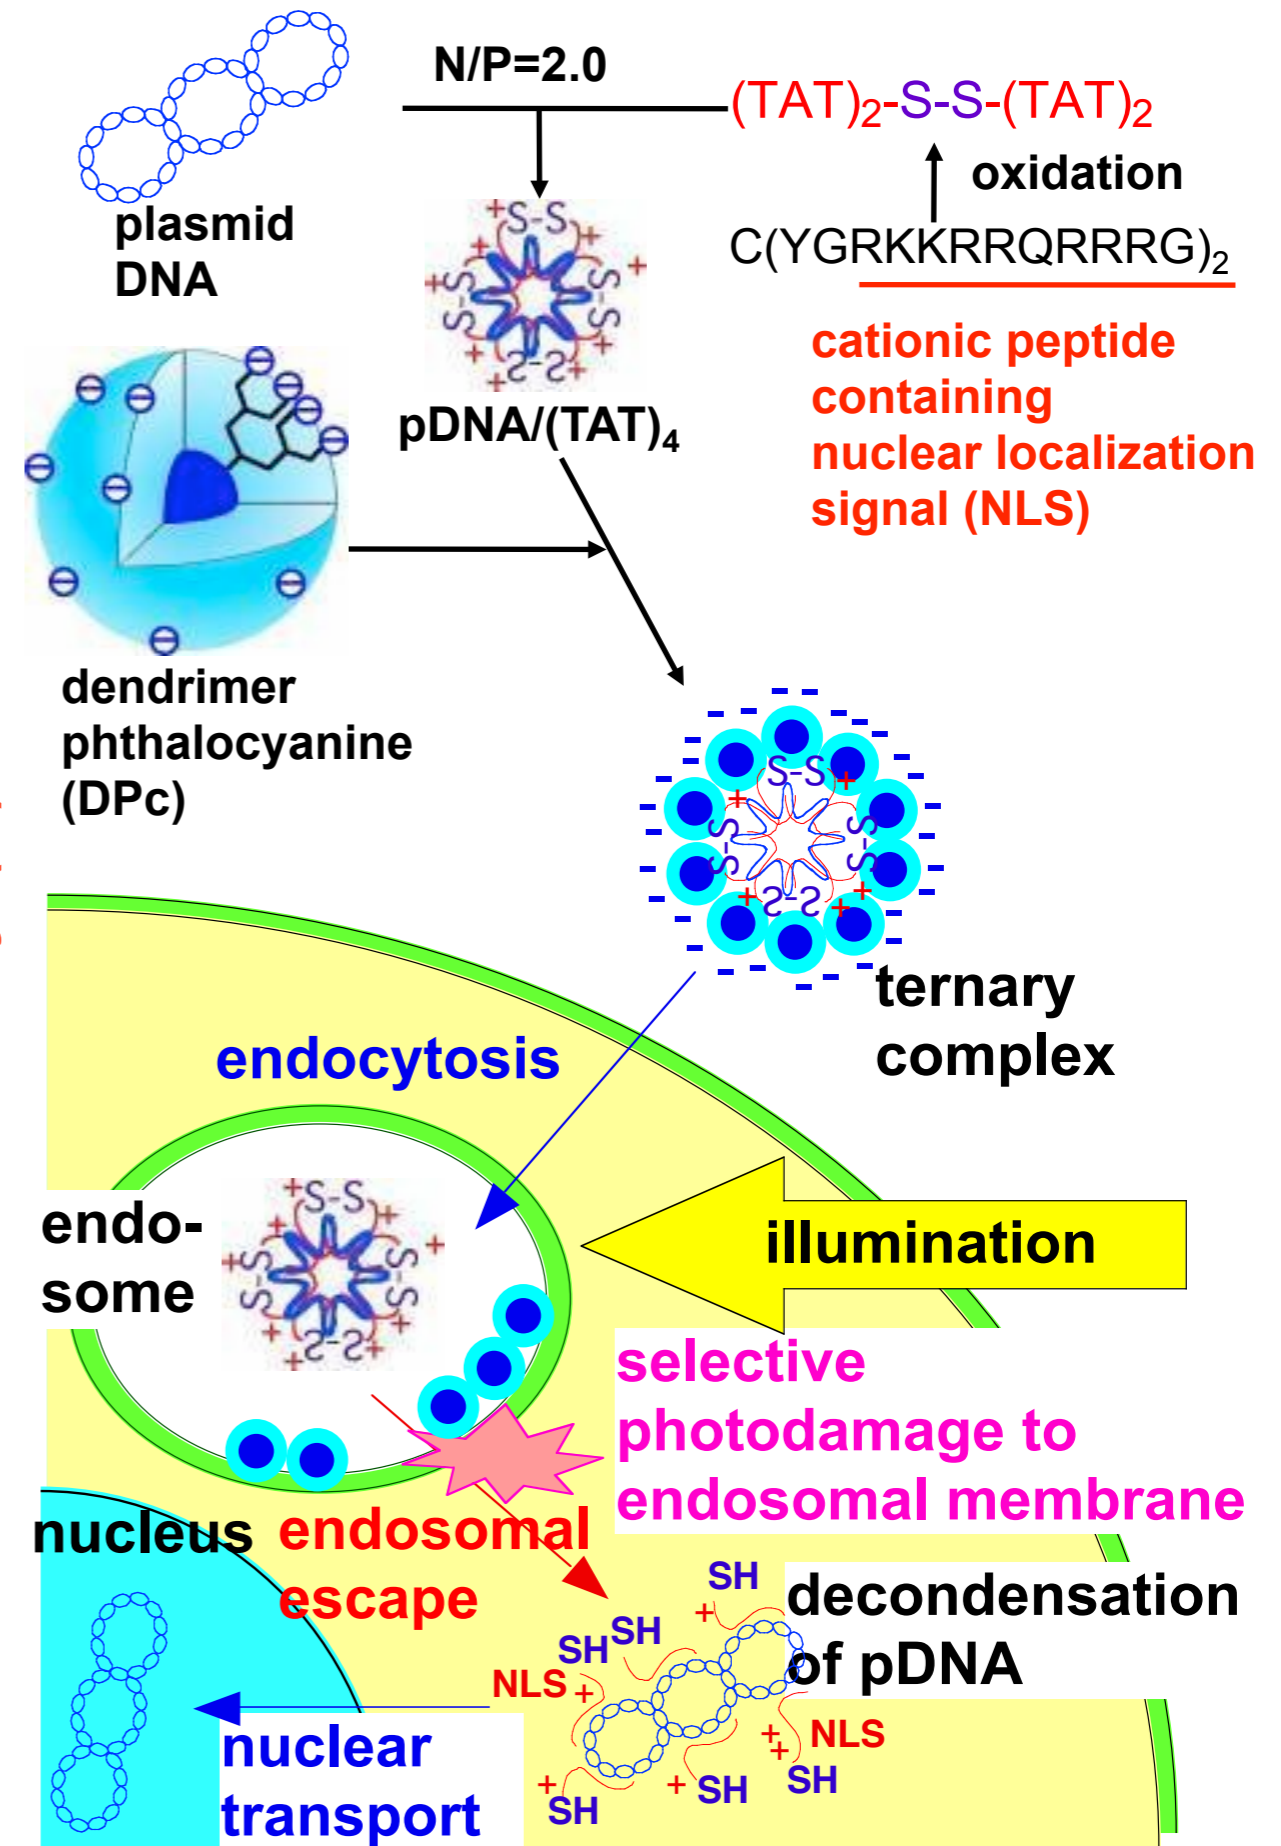 N/P=2.0
(TAT)₂-S-S-(TAT)₂
oxidation
C(YGRKKRRQRRRG)₂
plasmid
DNA
+S-S
+
+
+
S-S
S-S
+
+
S-S
+
pDNA/(TAT)₄
cationic peptide
containing
nuclear localization
signal (NLS)
dendrimer
phthalocyanine
(DPc)
S-S
+
+
S-S
S-S
+
+
S-S
+
ternary
complex
endocytosis
endo-
some
+S-S
+
+
+
S-S
S-S
+
+
S-S
+
illumination
selective
photodamage to
endosomal membrane
nucleus
endosomal
escape
decondensation
of pDNA
SH
+
SH
SH
NLS +
+ NLS
+
SH
+ SH
+
SH
nuclear
transport